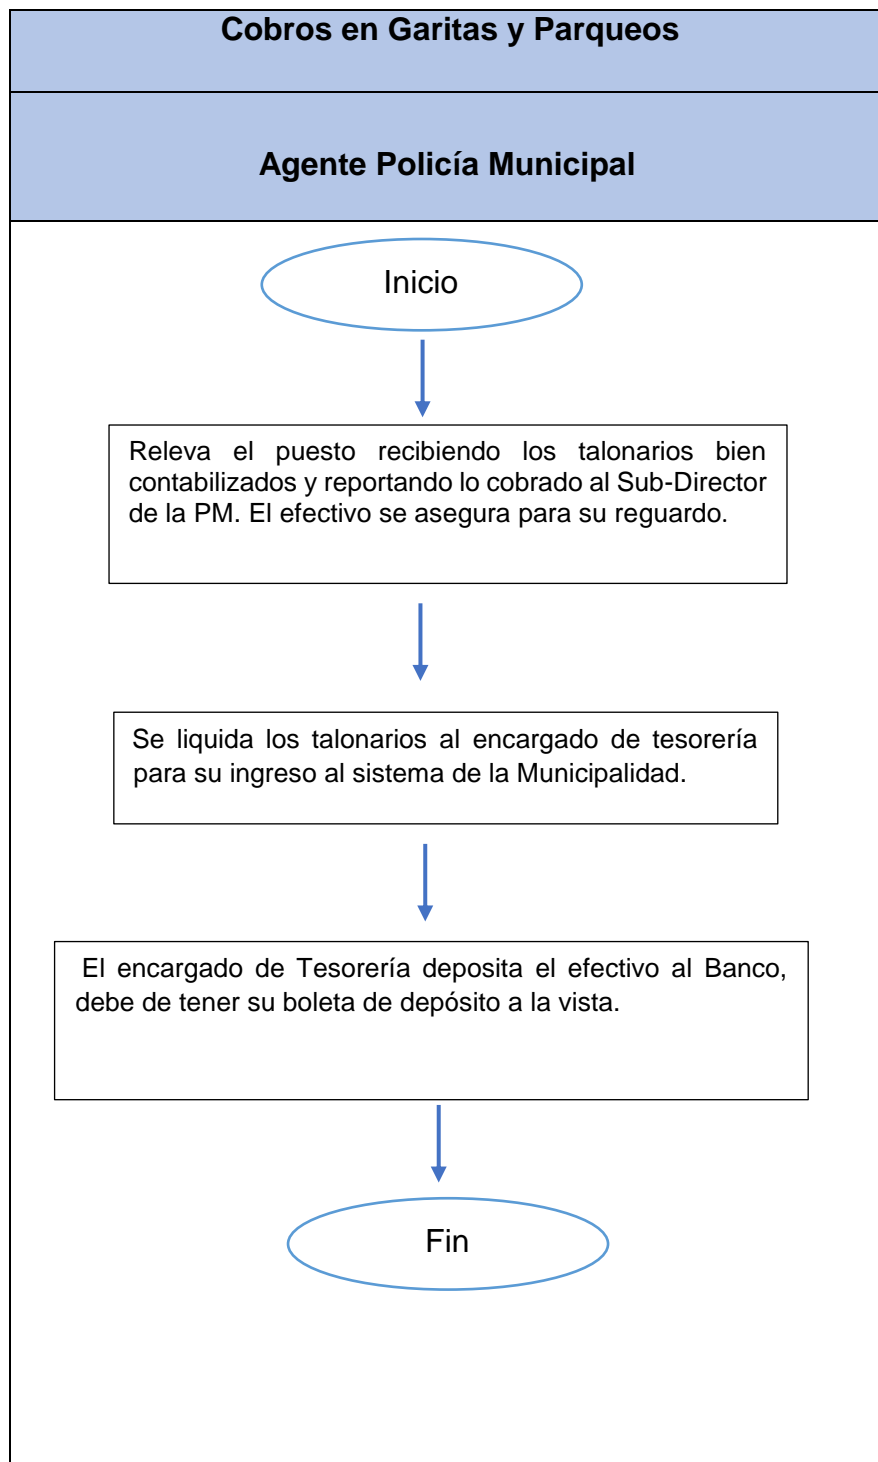 Cobros en Garitas y Parqueos
Agente Policía Municipal
Inicio
Releva el puesto recibiendo los talonarios bien
contabilizados y reportando lo cobrado al Sub-Director
de la PM. El efectivo se asegura para su reguardo.
Se liquida los talonarios al encargado de tesorería
para su ingreso al sistema de la Municipalidad.
El encargado de Tesorería deposita el efectivo al Banco,
debe de tener su boleta de depósito a la vista.
Fin